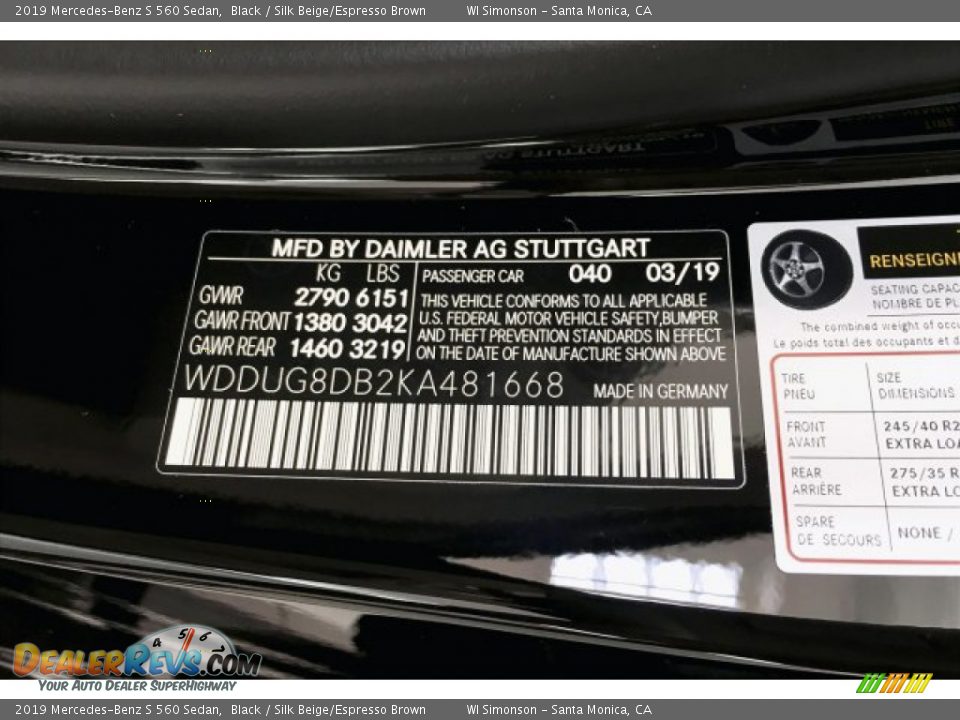 2019 Mercedes-Benz S 560 Sedan, Black / Silk Beige/Espresso Brown WI Simonson - Santa Monica, CA
MFD BY DAIMLER AG STUTTGART
KG LBS
GVWR 2790 6151
GAWR FRONT 1380 3042
GAWR REAR 1460 3219
PASSENGER CAR 040 03/19
THIS VEHICLE CONFORMS TO ALL APPLICABLE
U.S. FEDERAL MOTOR VEHICLE SAFETY,BUMPER
AND THEFT PREVENTION STANDARDS IN EFFECT
ON THE DATE OF MANUFACTURE SHOWN ABOVE
WDDUG8DB2KA481668 MADE IN GERMANY
RENSEIGN
SEATING CAPAC
NOMBRE DE PL
The combined weight of occu
Le poids total des occupants et d
TIRE SIZE
PNEU DIMENSIONS
FRONT 245/40 R2
AVANT EXTRA LOA
REAR 275/35 R
ARRIÈRE EXTRA LO
SPARE NONE /
DE SECOURS
4 5 6
DEALERREVS.COM
YOUR AUTO DEALER SUPERHIGHWAY
2019 Mercedes-Benz S 560 Sedan, Black / Silk Beige/Espresso Brown WI Simonson - Santa Monica, CA